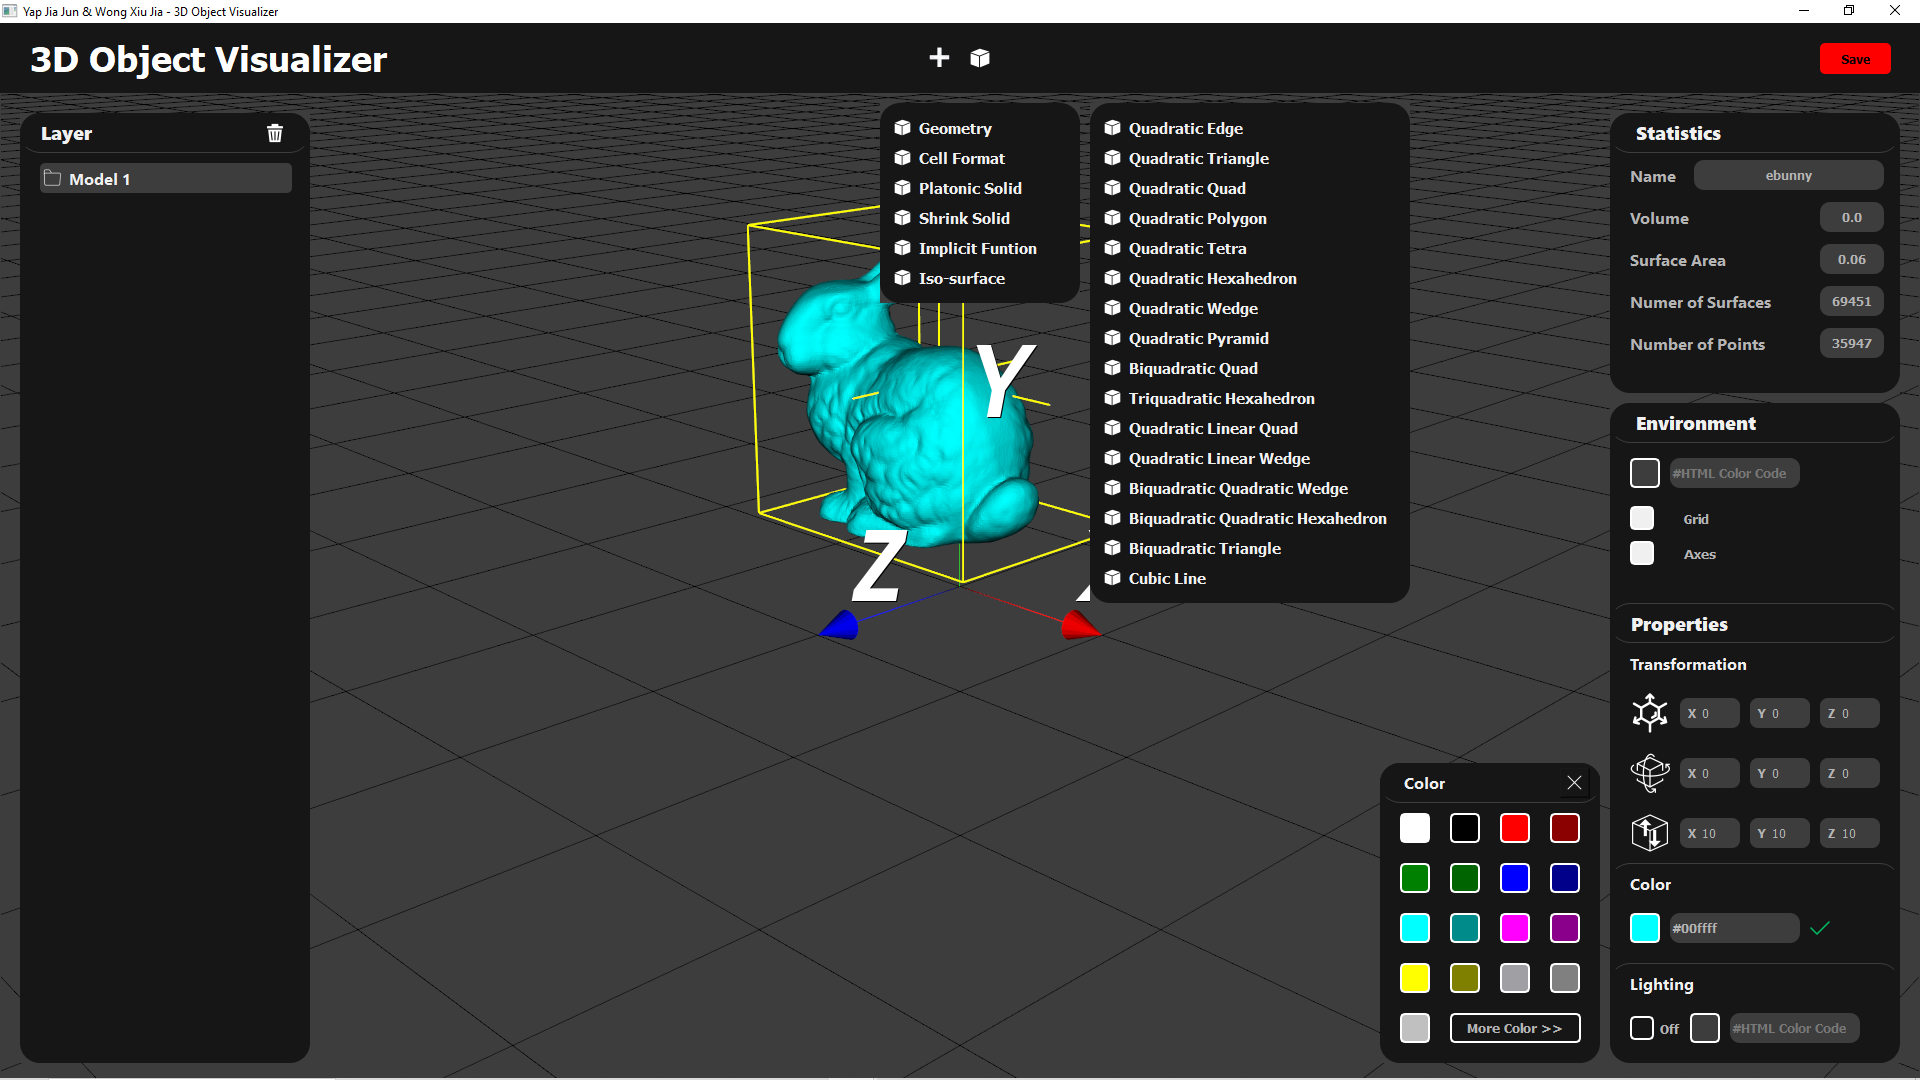 Yap Jia Jun & Wong Xiu Jia - 3D Object Visualizer
3D Object Visualizer
Save
Layer
Model 1
Geometry
Cell Format
Platonic Solid
Shrink Solid
Implicit Funtion
Iso-surface
Quadratic Edge
Quadratic Triangle
Quadratic Quad
Quadratic Polygon
Quadratic Tetra
Quadratic Hexahedron
Quadratic Wedge
Quadratic Pyramid
Biquadratic Quad
Triquadratic Hexahedron
Quadratic Linear Quad
Quadratic Linear Wedge
Biquadratic Quadratic Wedge
Biquadratic Quadratic Hexahedron
Biquadratic Triangle
Cubic Line
Y
Z
Statistics
Name ebunny
Volume 0.0
Surface Area 0.06
Numer of Surfaces 69451
Number of Points 35947
Environment
#HTML Color Code
Grid
Axes
Properties
Transformation
X 0 Y 0 Z 0
X 0 Y 0 Z 0
X 10 Y 10 Z 10
Color
#00ffff
Lighting
Off #HTML Color Code
Color
More Color >>